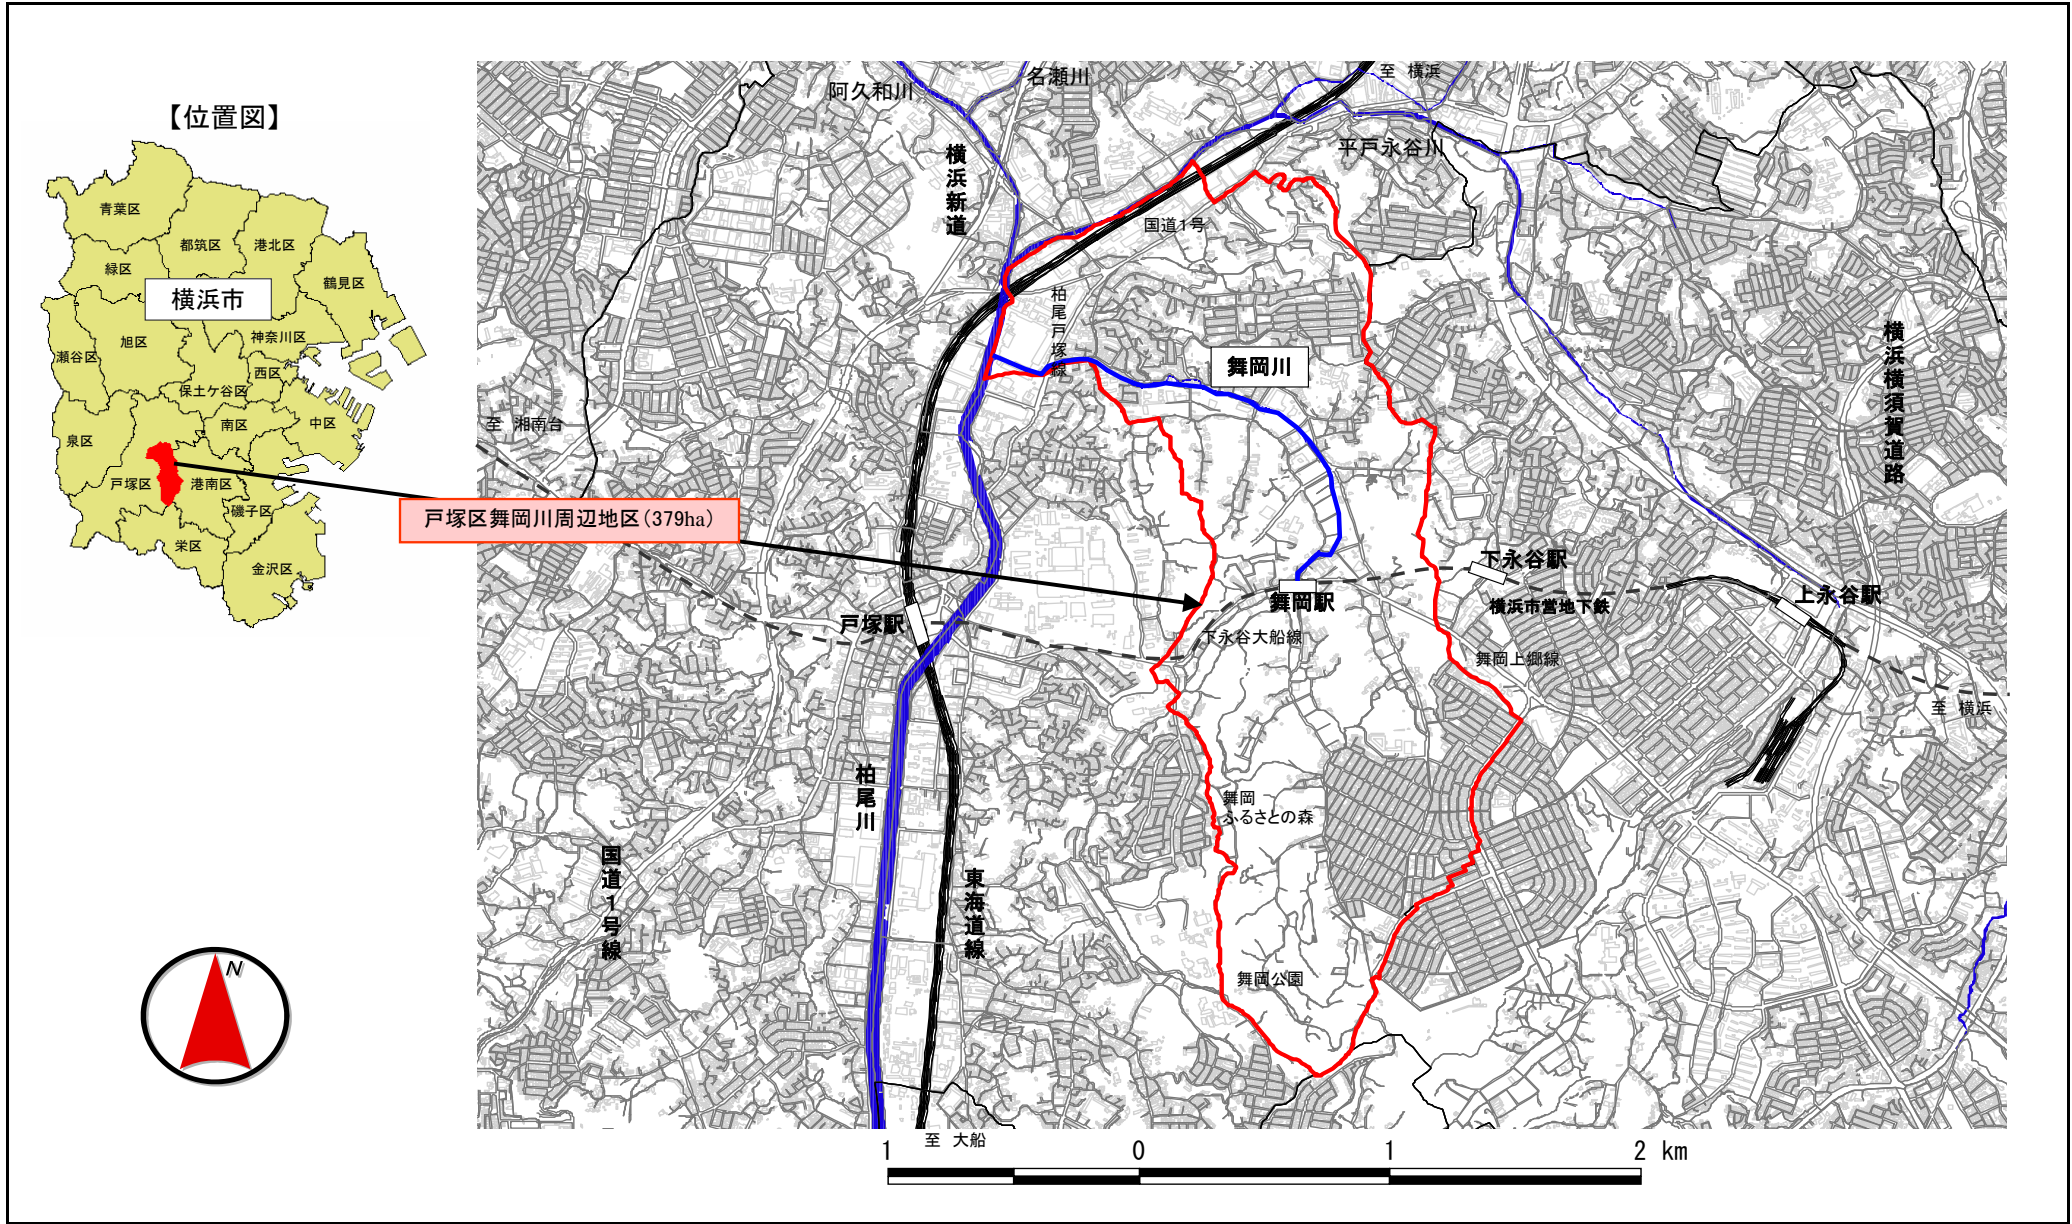 【位置図】
青葉区
都筑区
港北区
緑区
鶴見区
横浜市
旭区
神奈川区
瀬谷区
西区
保土ケ谷区
泉区
南区
中区
戸塚区
港南区
磯子区
栄区
金沢区
戸塚区舞岡川周辺地区(379ha)
N
阿久和川
名瀬川
至 横浜
平戸永谷川
横浜新道
国道1号
柏尾戸塚線
舞岡川
横浜横須賀道路
至 湘南台
下永谷駅
横浜市営地下鉄
上永谷駅
舞岡駅
戸塚駅
下永谷大船線
舞岡上郷線
至 横浜
柏尾川
舞岡
ふるさとの森
国道1号線
東海道線
舞岡公園
至 大船
1 0 1 2 km